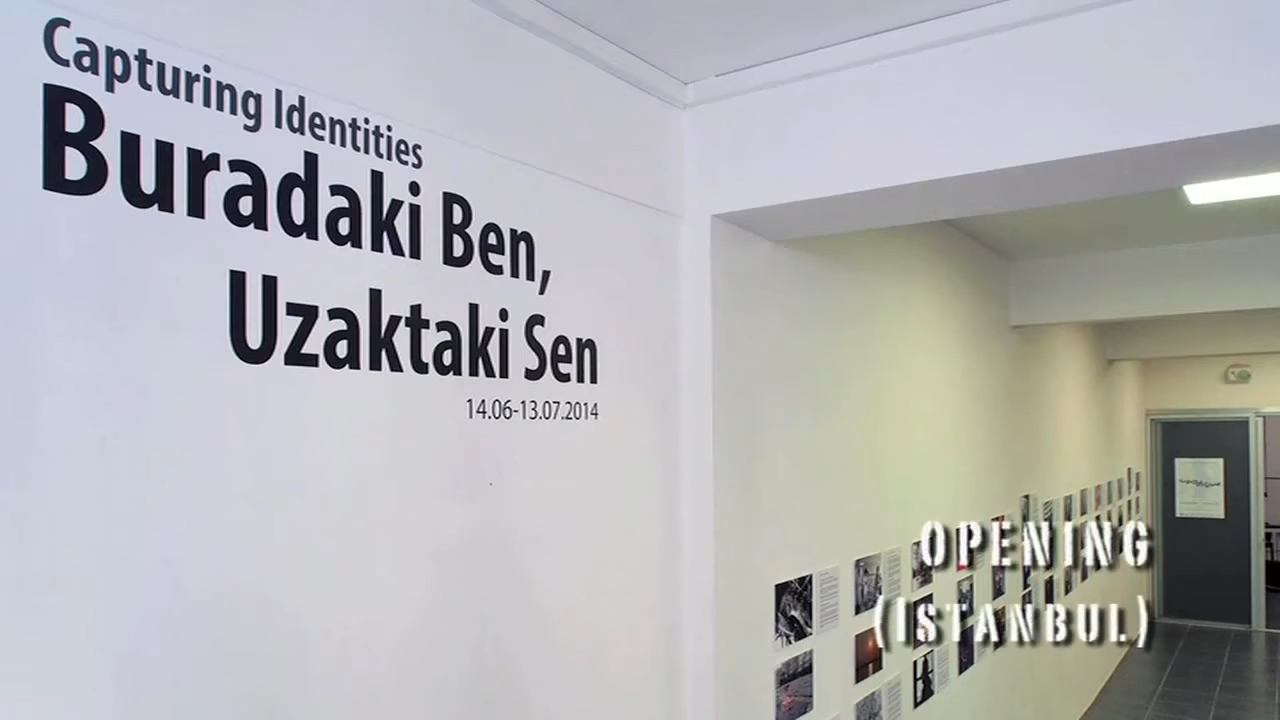 Capturing Identities
Buradaki Ben,
Uzaktaki Sen
14.06-13.07.2014
OPENING
(ISTANBUL)